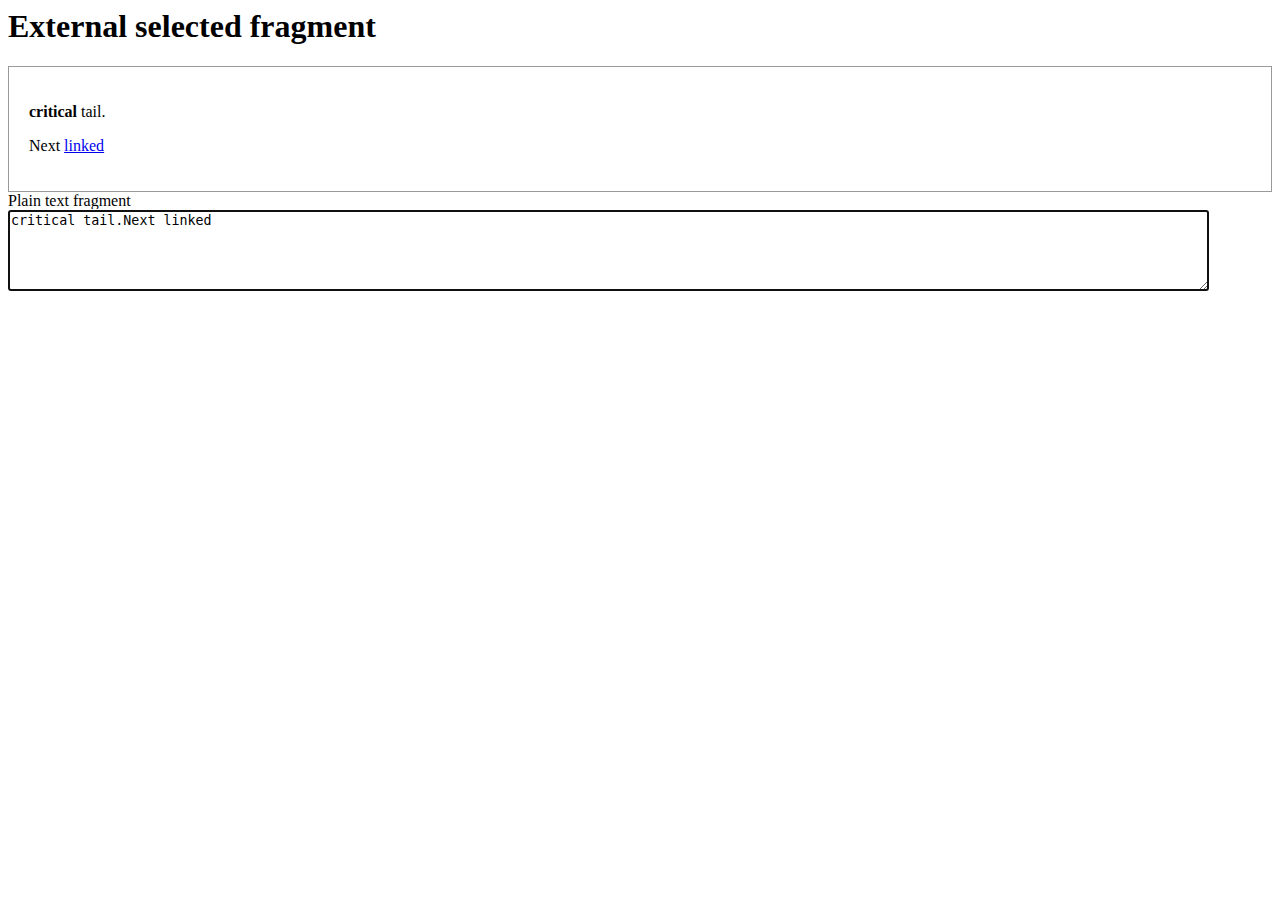 External selected fragment
critical tail.
Next linked
Plain text fragment
critical tail.Next linked